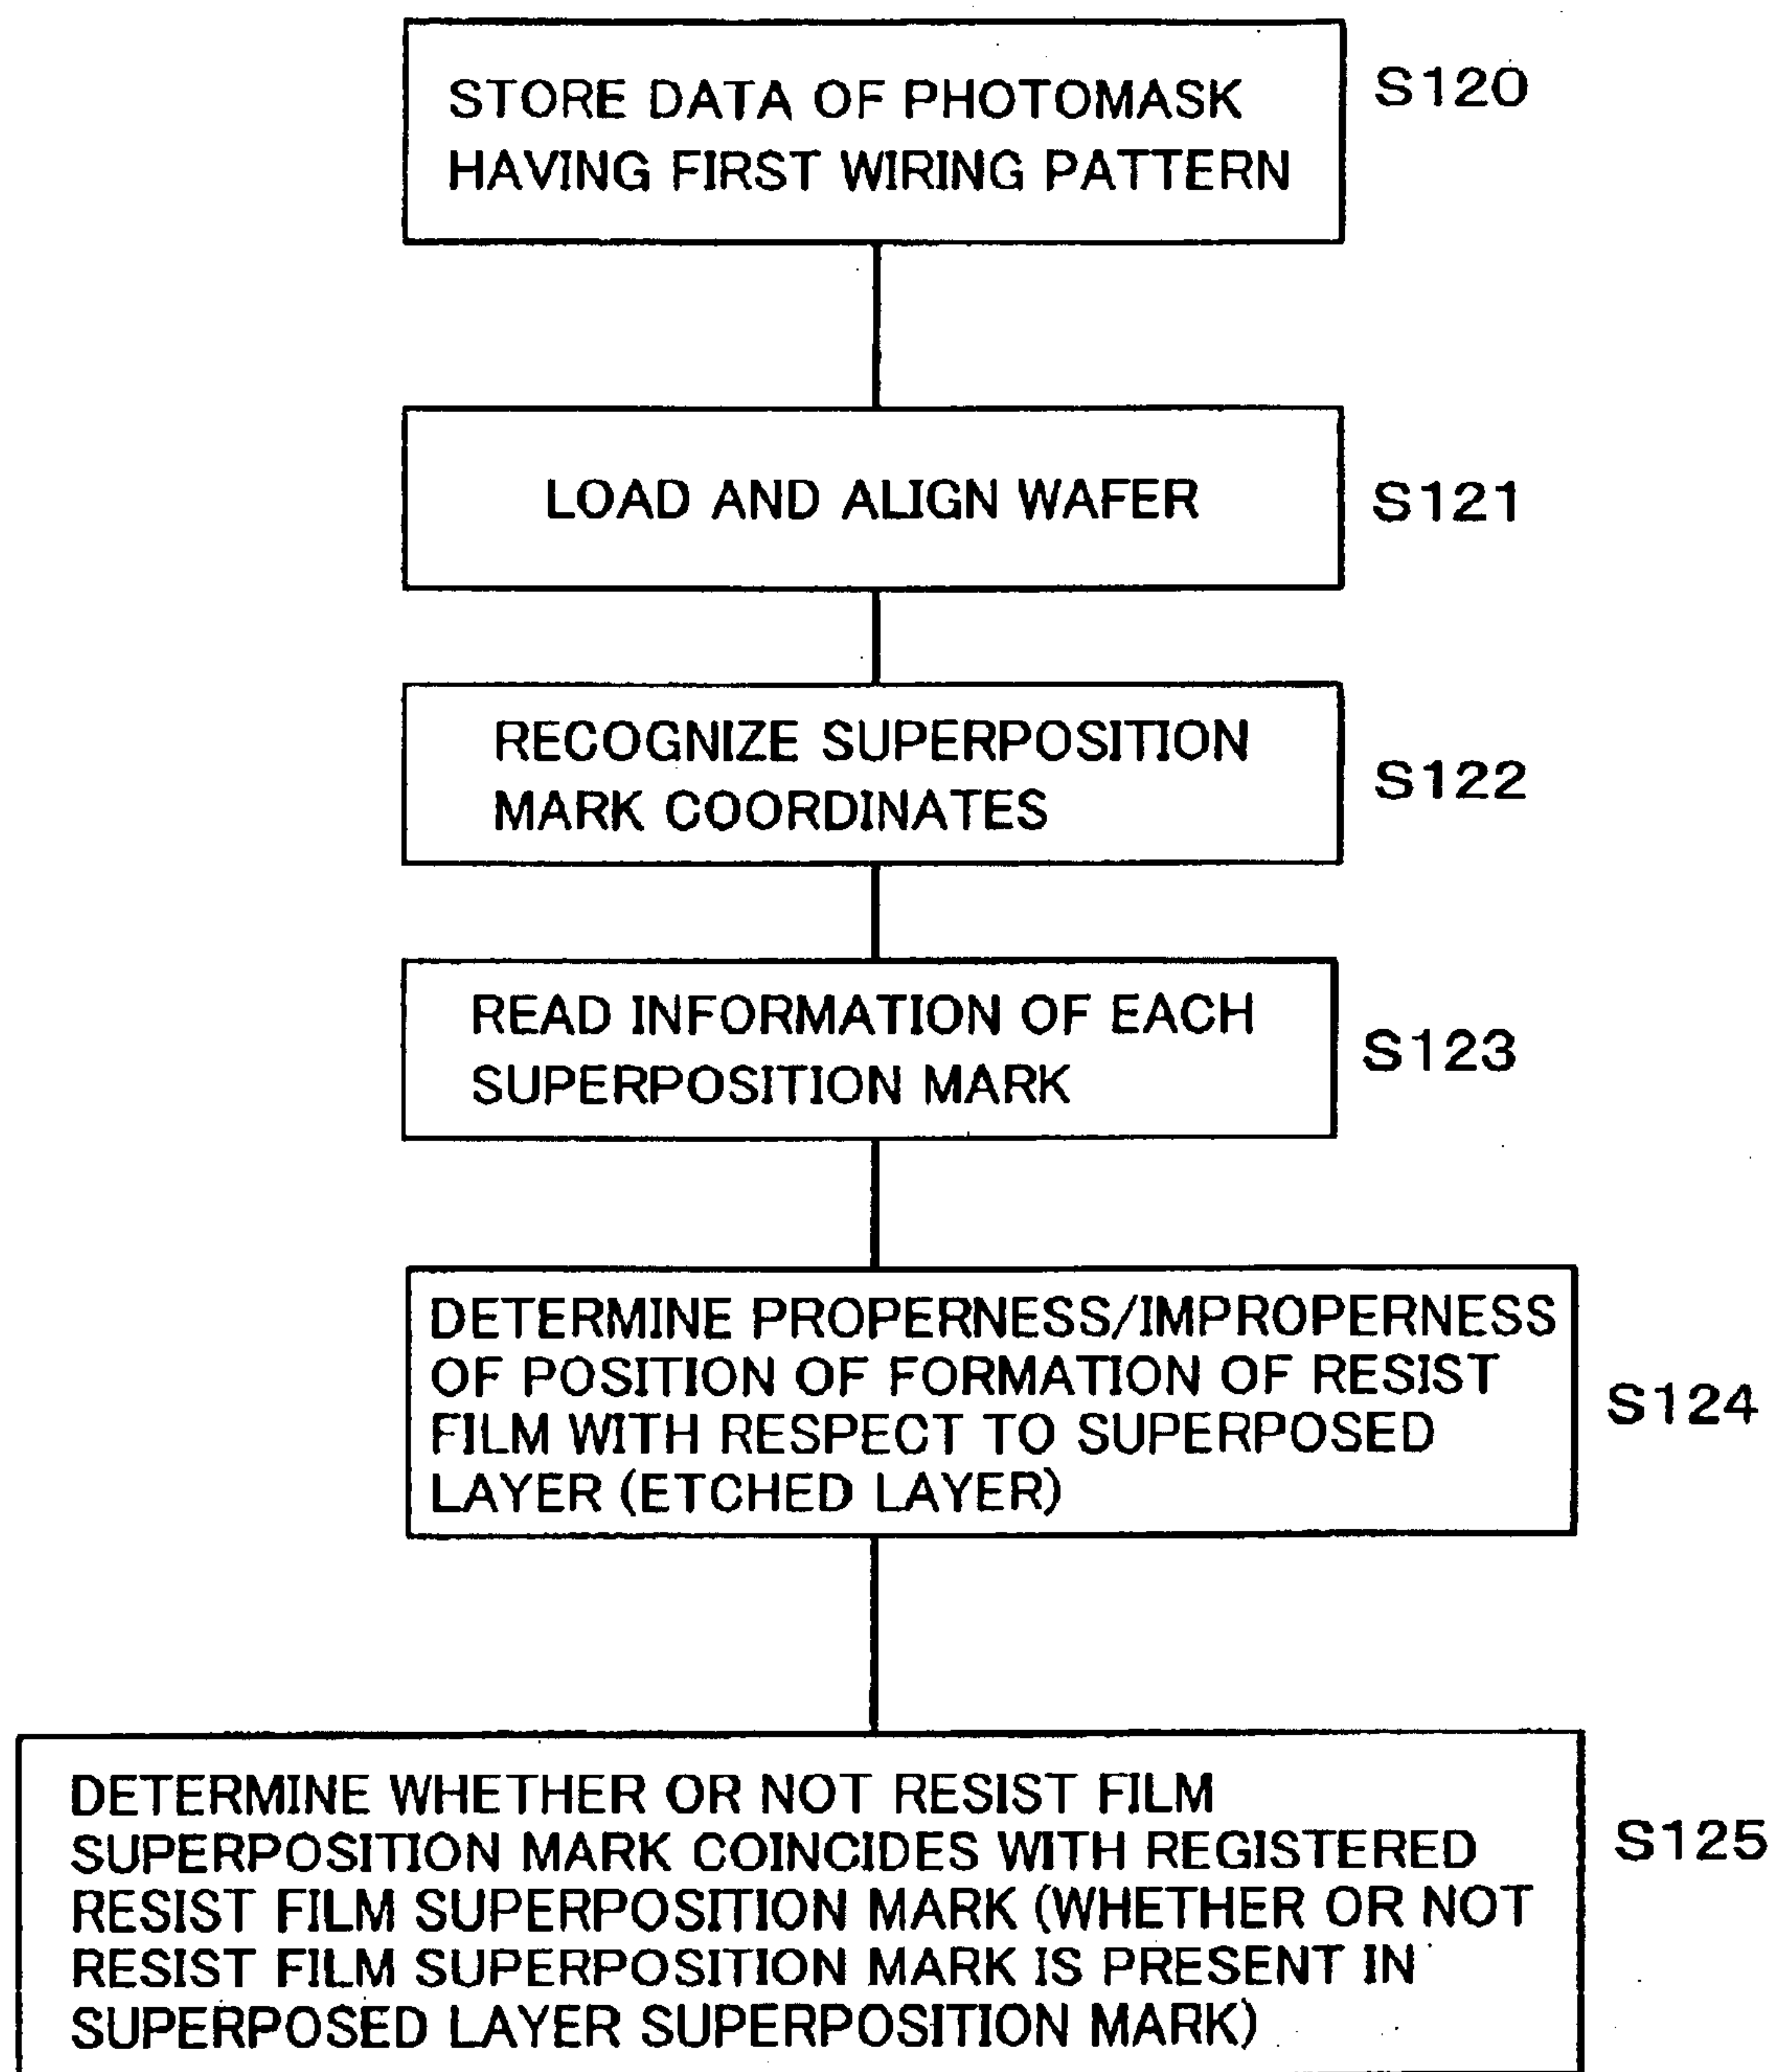 STORE DATA OF PHOTOMASK
HAVING FIRST WIRING PATTERN
S120
LOAD AND ALIGN WAFER
S121
RECOGNIZE SUPERPOSITION
MARK COORDINATES
S122
READ INFORMATION OF EACH
SUPERPOSITION MARK
S123
DETERMINE PROPERNESS/IMPROPERNESS
OF POSITION OF FORMATION OF RESIST
FILM WITH RESPECT TO SUPERPOSED
LAYER (ETCHED LAYER)
S124
DETERMINE WHETHER OR NOT RESIST FILM
SUPERPOSITION MARK COINCIDES WITH REGISTERED
RESIST FILM SUPERPOSITION MARK (WHETHER OR NOT
RESIST FILM SUPERPOSITION MARK IS PRESENT IN
SUPERPOSED LAYER SUPERPOSITION MARK)
S125